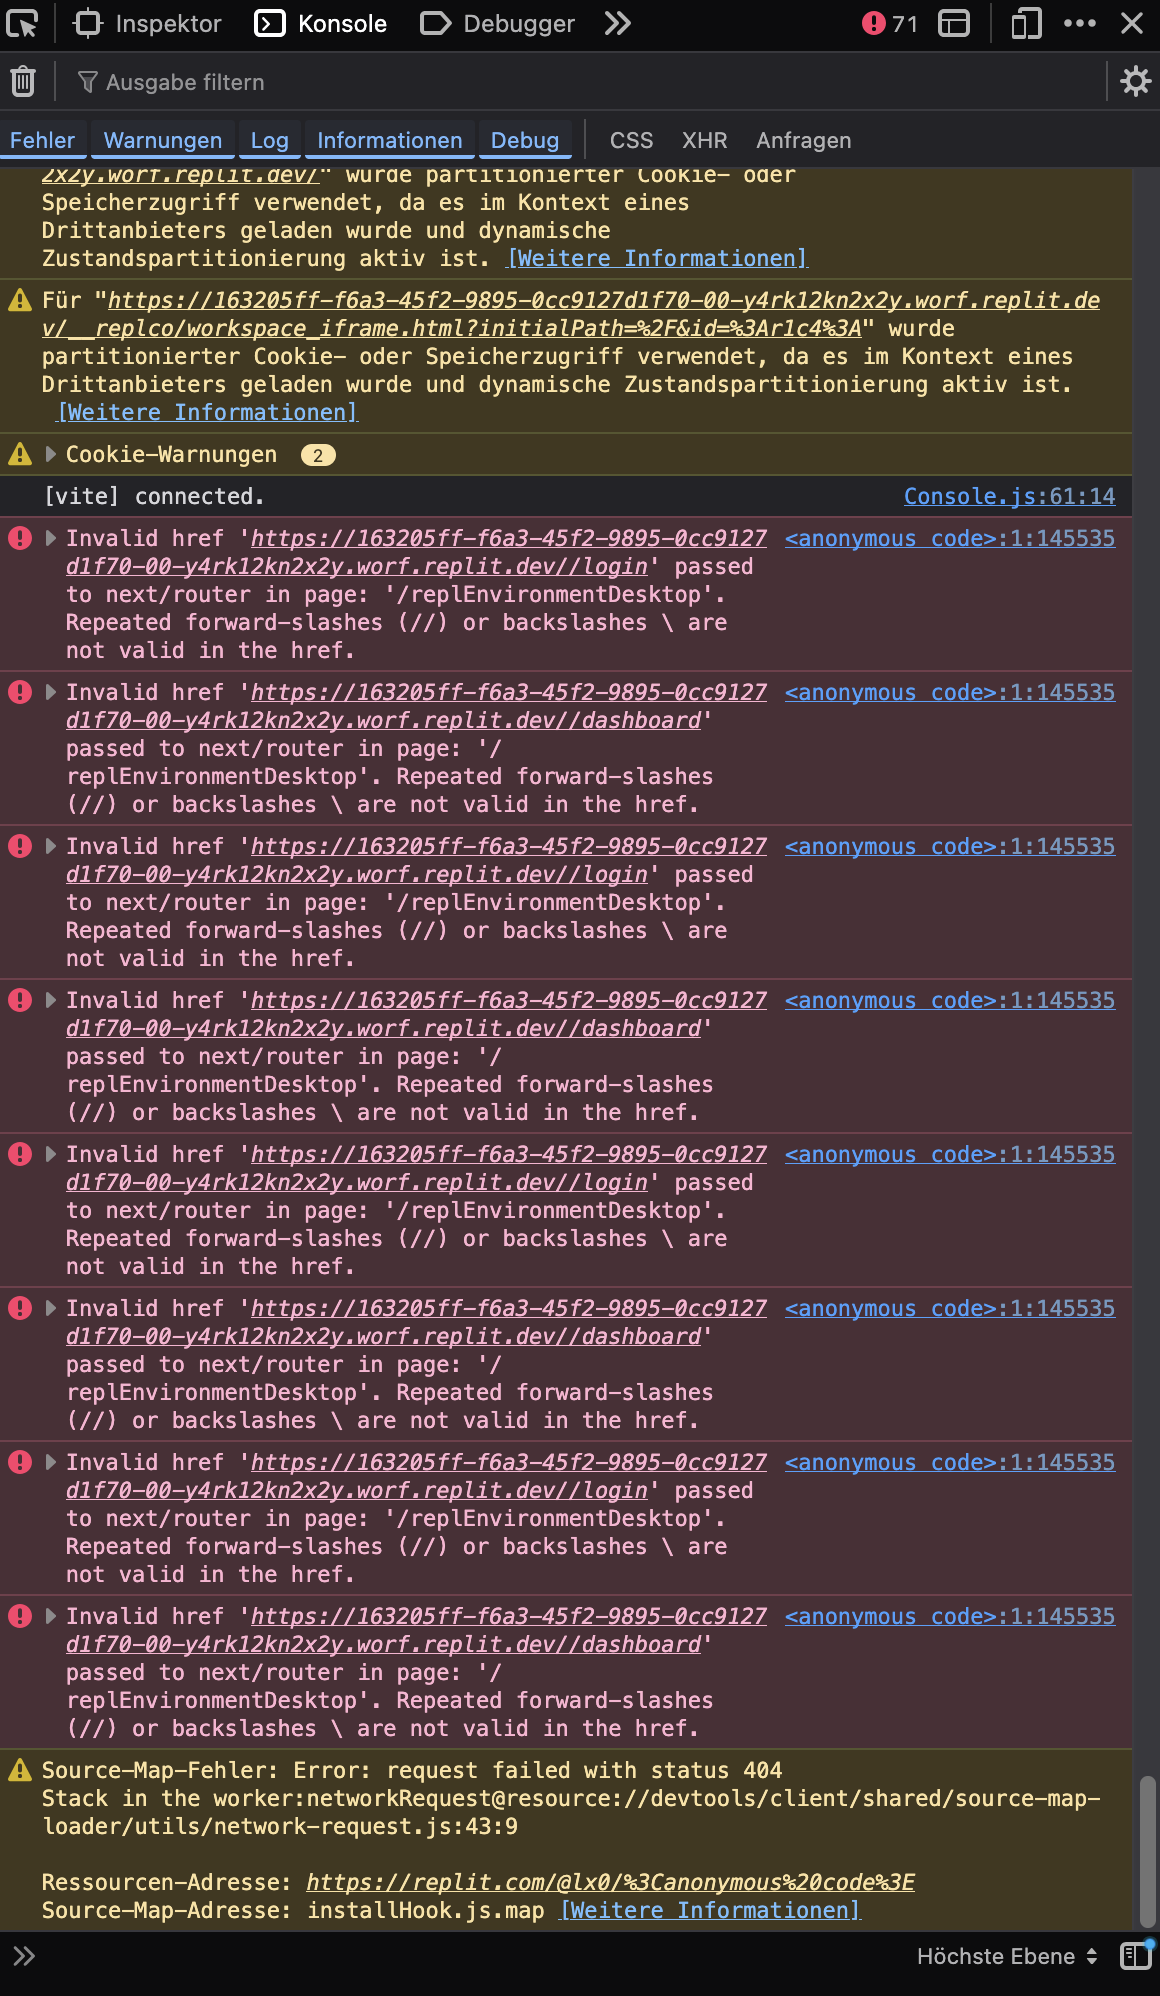 Inspektor Konsole Debugger 71
Ausgabe filtern
Fehler Warnungen Log Informationen Debug CSS XHR Anfragen
2x2y.worf.replit.dev/" wurde partitionierter Cookie- oder
Speicherzugriff verwendet, da es im Kontext eines
Drittanbieters geladen wurde und dynamische
Zustandspartitionierung aktiv ist. [Weitere Informationen]
Für "https://163205ff-f6a3-45f2-9895-0cc9127d1f70-00-y4rk12kn2x2y.worf.replit.de
v/__replco/workspace_iframe.html?initialPath=%2F&id=%3Ar1c4%3A" wurde
partitionierter Cookie- oder Speicherzugriff verwendet, da es im Kontext eines
Drittanbieters geladen wurde und dynamische Zustandspartitionierung aktiv ist.
[Weitere Informationen]
Cookie-Warnungen 2
[vite] connected. Console.js:61:14
Invalid href 'https://163205ff-f6a3-45f2-9895-0cc9127 <anonymous code>:1:145535
d1f70-00-y4rk12kn2x2y.worf.replit.dev//login' passed
to next/router in page: '/replEnvironmentDesktop'.
Repeated forward-slashes (//) or backslashes \ are
not valid in the href.
Invalid href 'https://163205ff-f6a3-45f2-9895-0cc9127 <anonymous code>:1:145535
d1f70-00-y4rk12kn2x2y.worf.replit.dev//dashboard'
passed to next/router in page: '/
replEnvironmentDesktop'. Repeated forward-slashes
(//) or backslashes \ are not valid in the href.
Invalid href 'https://163205ff-f6a3-45f2-9895-0cc9127 <anonymous code>:1:145535
d1f70-00-y4rk12kn2x2y.worf.replit.dev//login' passed
to next/router in page: '/replEnvironmentDesktop'.
Repeated forward-slashes (//) or backslashes \ are
not valid in the href.
Invalid href 'https://163205ff-f6a3-45f2-9895-0cc9127 <anonymous code>:1:145535
d1f70-00-y4rk12kn2x2y.worf.replit.dev//dashboard'
passed to next/router in page: '/
replEnvironmentDesktop'. Repeated forward-slashes
(//) or backslashes \ are not valid in the href.
Invalid href 'https://163205ff-f6a3-45f2-9895-0cc9127 <anonymous code>:1:145535
d1f70-00-y4rk12kn2x2y.worf.replit.dev//login' passed
to next/router in page: '/replEnvironmentDesktop'.
Repeated forward-slashes (//) or backslashes \ are
not valid in the href.
Invalid href 'https://163205ff-f6a3-45f2-9895-0cc9127 <anonymous code>:1:145535
d1f70-00-y4rk12kn2x2y.worf.replit.dev//dashboard'
passed to next/router in page: '/
replEnvironmentDesktop'. Repeated forward-slashes
(//) or backslashes \ are not valid in the href.
Invalid href 'https://163205ff-f6a3-45f2-9895-0cc9127 <anonymous code>:1:145535
d1f70-00-y4rk12kn2x2y.worf.replit.dev//login' passed
to next/router in page: '/replEnvironmentDesktop'.
Repeated forward-slashes (//) or backslashes \ are
not valid in the href.
Invalid href 'https://163205ff-f6a3-45f2-9895-0cc9127 <anonymous code>:1:145535
d1f70-00-y4rk12kn2x2y.worf.replit.dev//dashboard'
passed to next/router in page: '/
replEnvironmentDesktop'. Repeated forward-slashes
(//) or backslashes \ are not valid in the href.
Source-Map-Fehler: Error: request failed with status 404
Stack in the worker:networkRequest@resource://devtools/client/shared/source-map-
loader/utils/network-request.js:43:9
Ressourcen-Adresse: https://replit.com/@lx0/%3Canonymous%20code%3E
Source-Map-Adresse: installHook.js.map [Weitere Informationen]
Höchste Ebene